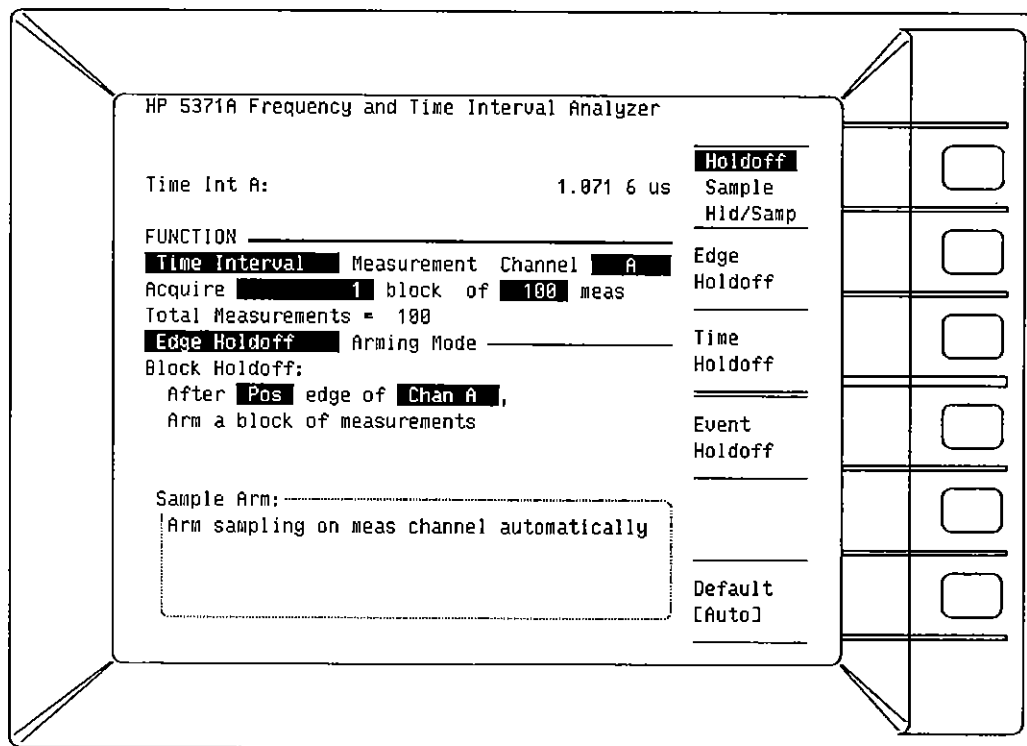 HP 5371A Frequency and Time Interval Analyzer
Time Int A: 1.071 6 us
FUNCTION
Time Interval Measurement Channel A
Acquire 1 block of 100 meas
Total Measurements = 100
Edge Holdoff Arming Mode
Block Holdoff:
After Pos edge of Chan A,
Arm a block of measurements
Sample Arm:
Arm sampling on meas channel automatically
Holdoff
Sample
Hld/Samp
Edge
Holdoff
Time
Holdoff
Event
Holdoff
Default
[Auto]